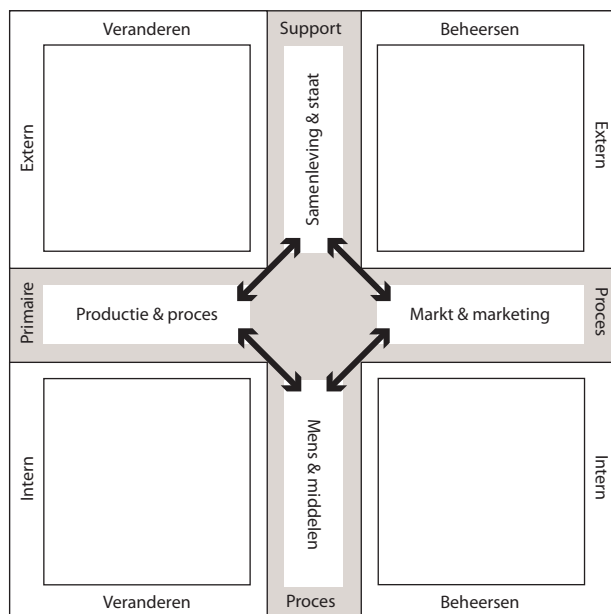 Veranderen
Support
Beheersen
Extern
Samenleving & staat
Extern
Primaire
Productie & proces
Markt & marketing
Proces
Intern
Mens & middelen
Intern
Veranderen
Proces
Beheersen